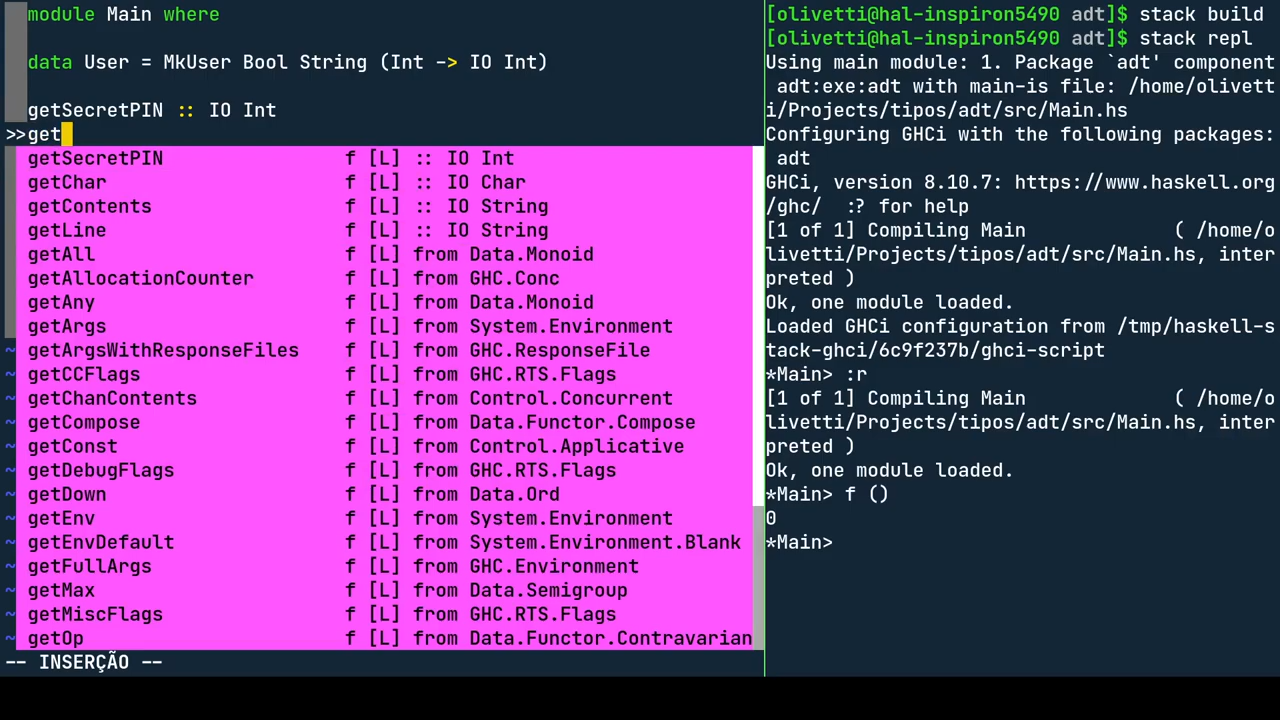 module Main where
data User = MkUser Bool String (Int -> IO Int)
getSecretPIN :: IO Int
>>get
getSecretPIN f [L] :: IO Int
getChar f [L] :: IO Char
getContents f [L] :: IO String
getLine f [L] :: IO String
getAll f [L] from Data.Monoid
getAllocationCounter f [L] from GHC.Conc
getAny f [L] from Data.Monoid
getArgs f [L] from System.Environment
~ getArgsWithResponseFiles f [L] from GHC.ResponseFile
~ getCCFlags f [L] from GHC.RTS.Flags
~ getChanContents f [L] from Control.Concurrent
~ getCompose f [L] from Data.Functor.Compose
~ getConst f [L] from Control.Applicative
~ getDebugFlags f [L] from GHC.RTS.Flags
~ getDown f [L] from Data.Ord
~ getEnv f [L] from System.Environment
~ getEnvDefault f [L] from System.Environment.Blank
~ getFullArgs f [L] from GHC.Environment
~ getMax f [L] from Data.Semigroup
~ getMiscFlags f [L] from GHC.RTS.Flags
~ getOp f [L] from Data.Functor.Contravarian
-- INSERÇÃO --
[olivetti@hal-inspiron5490 adt]$ stack build
[olivetti@hal-inspiron5490 adt]$ stack repl
Using main module: 1. Package `adt' component
adt:exe:adt with main-is file: /home/olivett
i/Projects/tipos/adt/src/Main.hs
Configuring GHCi with the following packages:
adt
GHCi, version 8.10.7: https://www.haskell.org
/ghc/  :? for help
[1 of 1] Compiling Main ( /home/o
livetti/Projects/tipos/adt/src/Main.hs, inter
preted )
Ok, one module loaded.
Loaded GHCi configuration from /tmp/haskell-s
tack-ghci/6c9f237b/ghci-script
*Main> :r
[1 of 1] Compiling Main ( /home/o
livetti/Projects/tipos/adt/src/Main.hs, inter
preted )
Ok, one module loaded.
*Main> f ()
0
*Main>